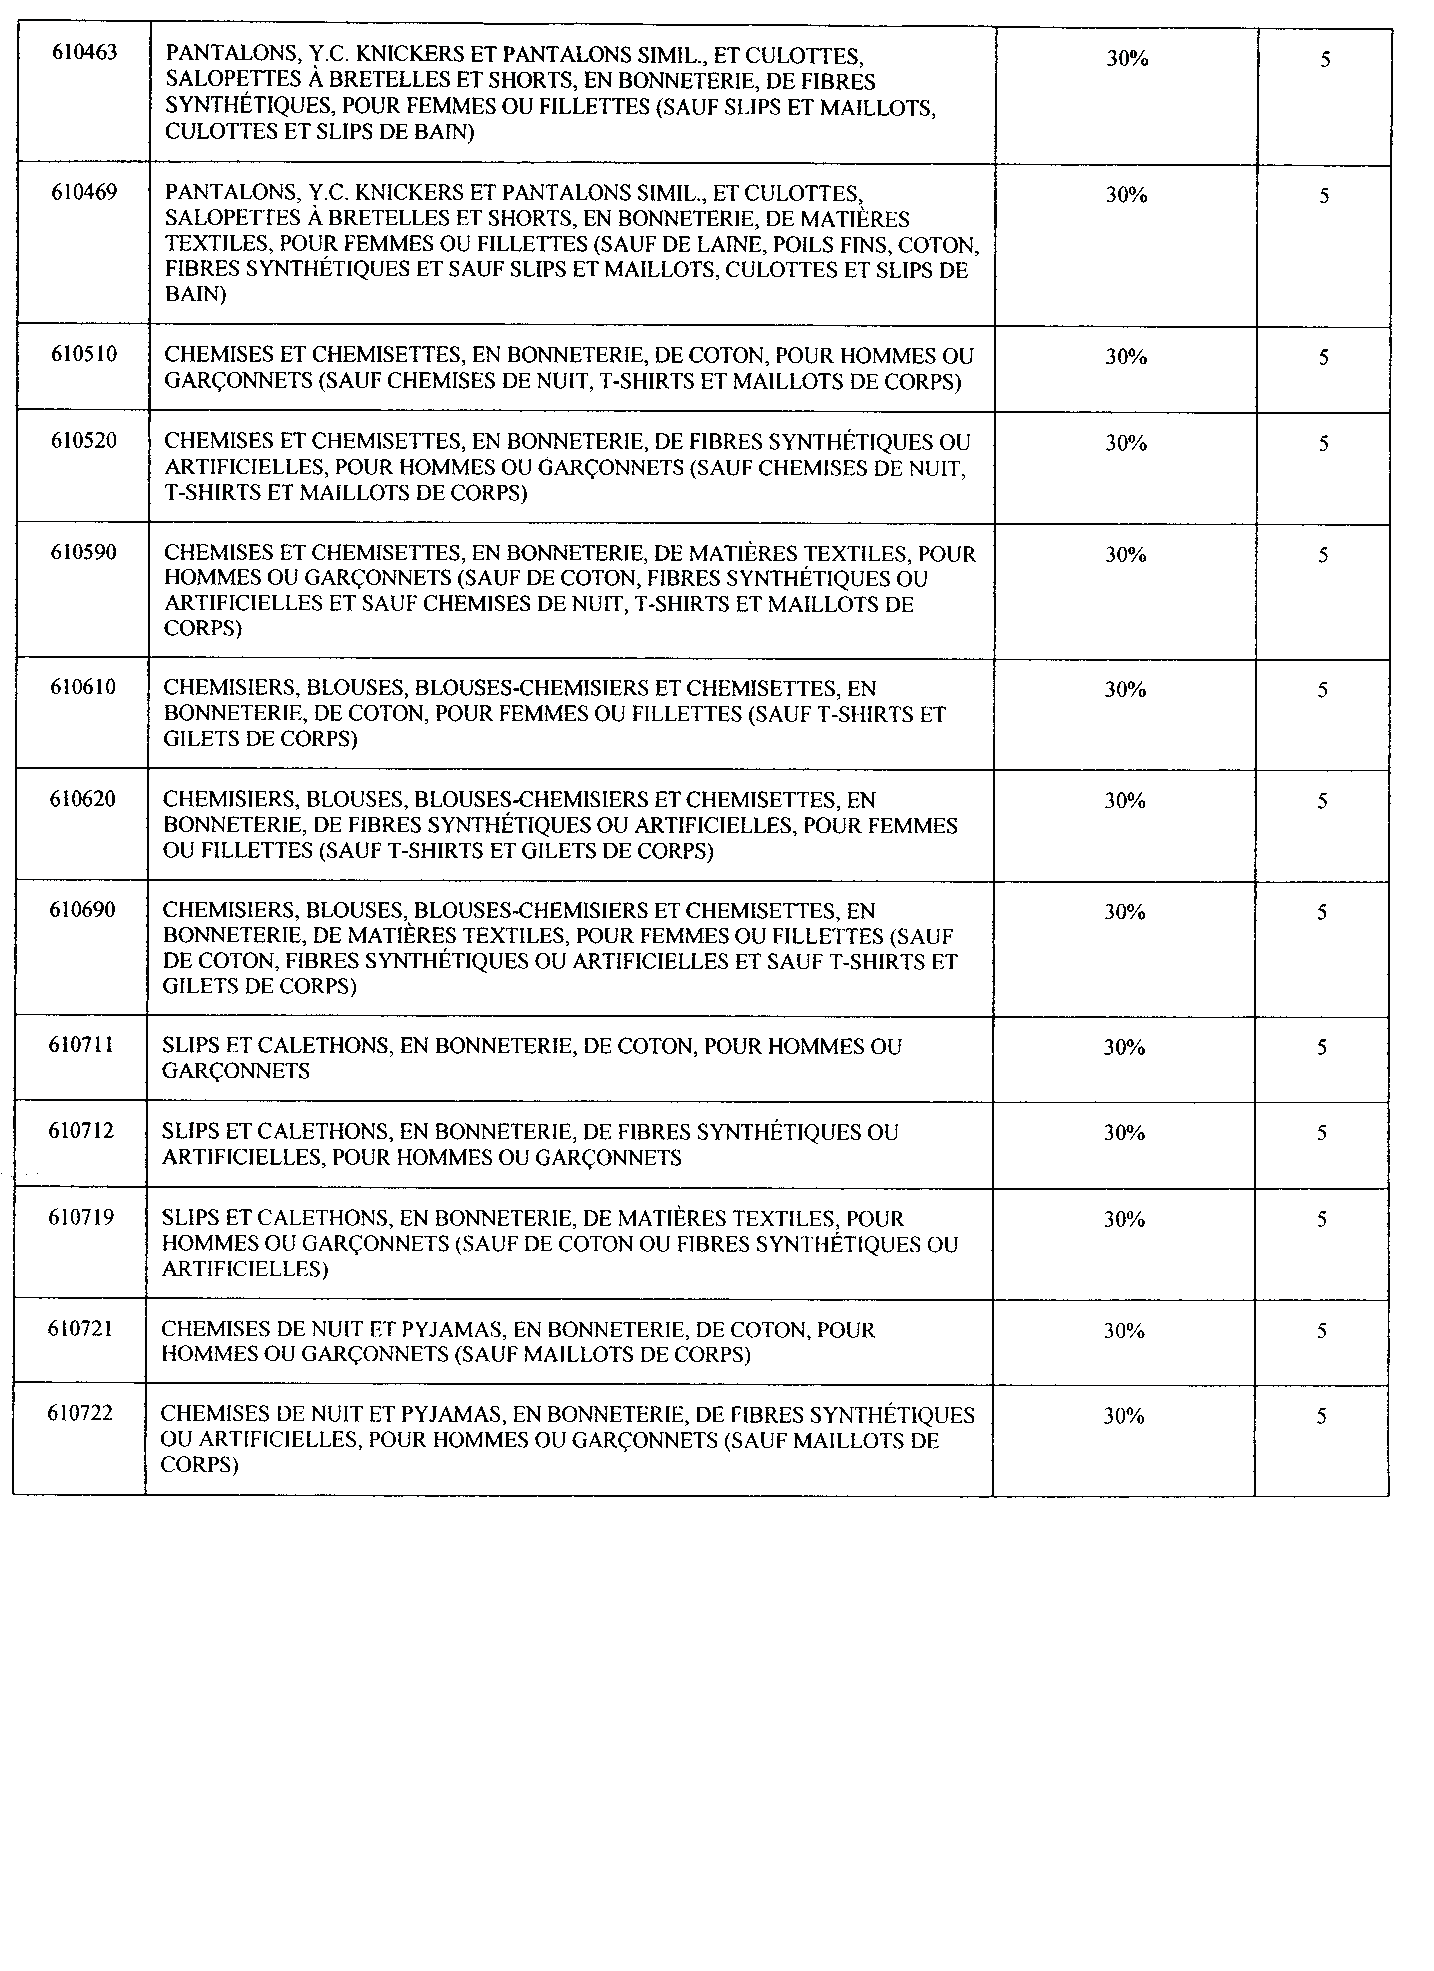 610463 PANTALONS, Y.C. KNICKERS ET PANTALONS SIMIL., ET CULOTTES, 30% 5
SALOPETTES À BRETELLES ET SHORTS, EN BONNETERIE, DE FIBRES
SYNTHÉTIQUES, POUR FEMMES OU FILLETTES (SAUF SLIPS ET MAILLOTS,
CULOTTES ET SLIPS DE BAIN)
610469 PANTALONS, Y.C. KNICKERS ET PANTALONS SIMIL., ET CULOTTES, 30% 5
SALOPETTES À BRETELLES ET SHORTS, EN BONNETERIE, DE MATIÈRES
TEXTILES, POUR FEMMES OU FILLETTES (SAUF DE LAINE, POILS FINS, COTON,
FIBRES SYNTHÉTIQUES ET SAUF SLIPS ET MAILLOTS, CULOTTES ET SLIPS DE
BAIN)
610510 CHEMISES ET CHEMISETTES, EN BONNETERIE, DE COTON, POUR HOMMES OU 30% 5
GARÇONNETS (SAUF CHEMISES DE NUIT, T-SHIRTS ET MAILLOTS DE CORPS)
610520 CHEMISES ET CHEMISETTES, EN BONNETERIE, DE FIBRES SYNTHÉTIQUES OU 30% 5
ARTIFICIELLES, POUR HOMMES OU GARÇONNETS (SAUF CHEMISES DE NUIT,
T-SHIRTS ET MAILLOTS DE CORPS)
610590 CHEMISES ET CHEMISETTES, EN BONNETERIE, DE MATIÈRES TEXTILES, POUR 30% 5
HOMMES OU GARÇONNETS (SAUF DE COTON, FIBRES SYNTHÉTIQUES OU
ARTIFICIELLES ET SAUF CHEMISES DE NUIT, T-SHIRTS ET MAILLOTS DE
CORPS)
610610 CHEMISIERS, BLOUSES, BLOUSES-CHEMISIERS ET CHEMISETTES, EN 30% 5
BONNETERIE, DE COTON, POUR FEMMES OU FILLETTES (SAUF T-SHIRTS ET
GILETS DE CORPS)
610620 CHEMISIERS, BLOUSES, BLOUSES-CHEMISIERS ET CHEMISETTES, EN 30% 5
BONNETERIE, DE FIBRES SYNTHÉTIQUES OU ARTIFICIELLES, POUR FEMMES
OU FILLETTES (SAUF T-SHIRTS ET GILETS DE CORPS)
610690 CHEMISIERS, BLOUSES, BLOUSES-CHEMISIERS ET CHEMISETTES, EN 30% 5
BONNETERIE, DE MATIÈRES TEXTILES, POUR FEMMES OU FILLETTES (SAUF
DE COTON, FIBRES SYNTHÉTIQUES OU ARTIFICIELLES ET SAUF T-SHIRTS ET
GILETS DE CORPS)
610711 SLIPS ET CALETHONS, EN BONNETERIE, DE COTON, POUR HOMMES OU 30% 5
GARÇONNETS
610712 SLIPS ET CALETHONS, EN BONNETERIE, DE FIBRES SYNTHÉTIQUES OU 30% 5
ARTIFICIELLES, POUR HOMMES OU GARÇONNETS
610719 SLIPS ET CALETHONS, EN BONNETERIE, DE MATIÈRES TEXTILES, POUR 30% 5
HOMMES OU GARÇONNETS (SAUF DE COTON OU FIBRES SYNTHÉTIQUES OU
ARTIFICIELLES)
610721 CHEMISES DE NUIT ET PYJAMAS, EN BONNETERIE, DE COTON, POUR 30% 5
HOMMES OU GARÇONNETS (SAUF MAILLOTS DE CORPS)
610722 CHEMISES DE NUIT ET PYJAMAS, EN BONNETERIE, DE FIBRES SYNTHÉTIQUES 30% 5
OU ARTIFICIELLES, POUR HOMMES OU GARÇONNETS (SAUF MAILLOTS DE
CORPS)